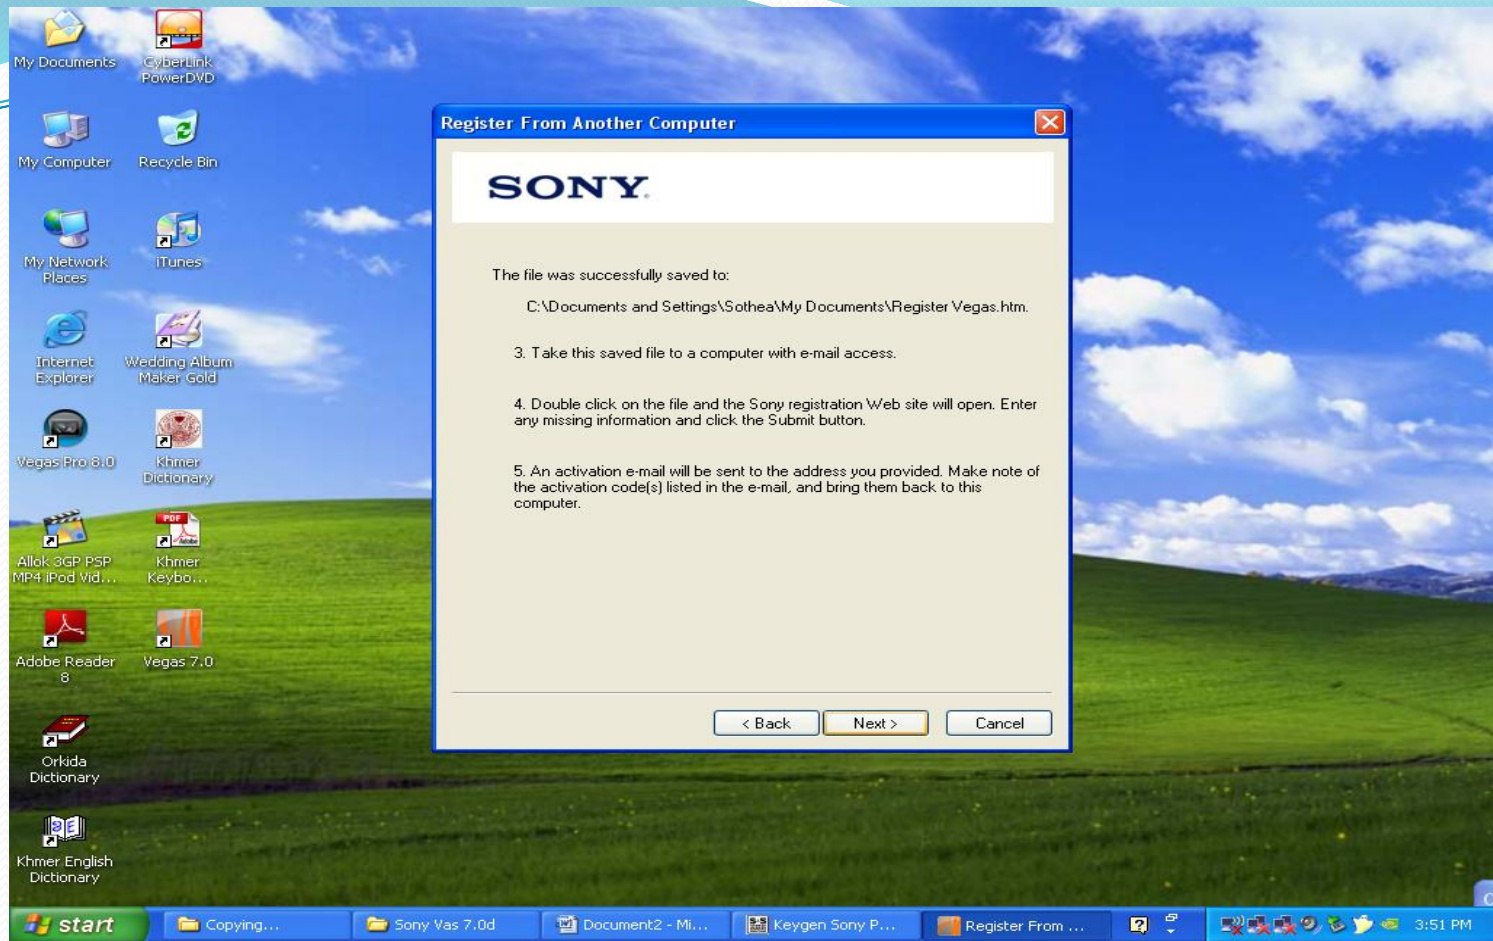 My Documents
CyberLink
PowerDVD
My Computer
Recycle Bin
My Network
Places
iTunes
Internet
Explorer
Wedding Album
Maker Gold
Vegas Pro 8.0
Khmer
Dictionary
Allok 3GP PSP
MP4 iPod Vid...
PDF
Adobe
Khmer
Keybo...
Adobe Reader
8
Vegas 7.0
Orkida
Dictionary
Khmer English
Dictionary
Register From Another Computer
SONY
The file was successfully saved to:
C:\Documents and Settings\Sothea\My Documents\Register Vegas.htm.
3. Take this saved file to a computer with e-mail access.
4. Double click on the file and the Sony registration Web site will open. Enter
any missing information and click the Submit button.
5. An activation e-mail will be sent to the address you provided. Make note of
the activation code(s) listed in the e-mail, and bring them back to this
computer.
< Back
Next >
Cancel
start
Copying...
Sony Vas 7.0d
Document2 - Mi...
Keygen Sony P...
Register From ...
3:51 PM